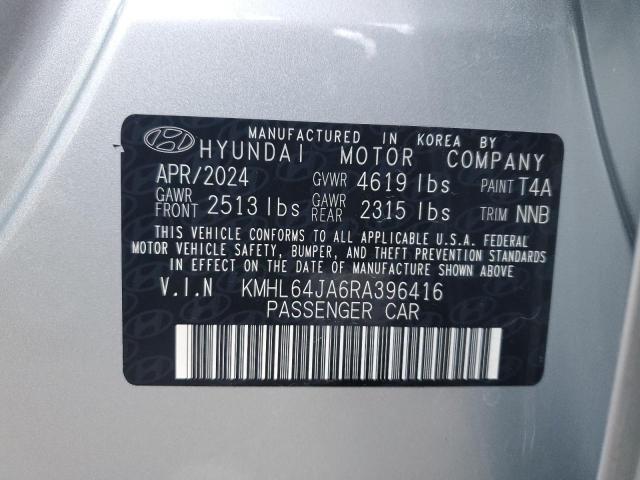 MANUFACTURED IN KOREA BY
HYUNDAI MOTOR COMPANY
APR/2024 GVWR 4619 lbs PAINT T4A
GAWR FRONT 2513 lbs GAWR REAR 2315 lbs TRIM NNB
THIS VEHICLE CONFORMS TO ALL APPLICABLE U.S.A. FEDERAL
MOTOR VEHICLE SAFETY, BUMPER, AND THEFT PREVENTION STANDARDS
IN EFFECT ON THE DATE OF MANUFACTURE SHOWN ABOVE.
V.I.N KMHL64JA6RA396416
PASSENGER CAR